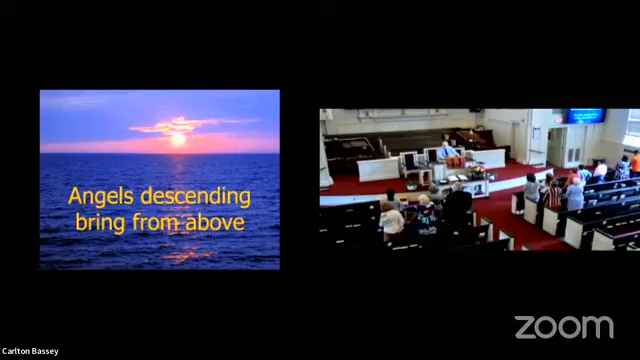 Angels descending
bring from above
zoom
Carlton Bassey